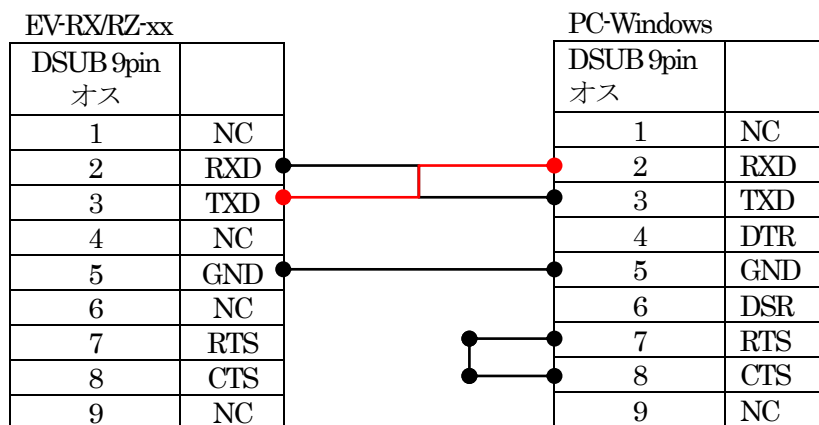 EV-RX/RZ-xx
DSUB 9pin
オス
1 NC
2 RXD
3 TXD
4 NC
5 GND
6 NC
7 RTS
8 CTS
9 NC
PC-Windows
DSUB 9pin
オス
1 NC
2 RXD
3 TXD
4 DTR
5 GND
6 DSR
7 RTS
8 CTS
9 NC